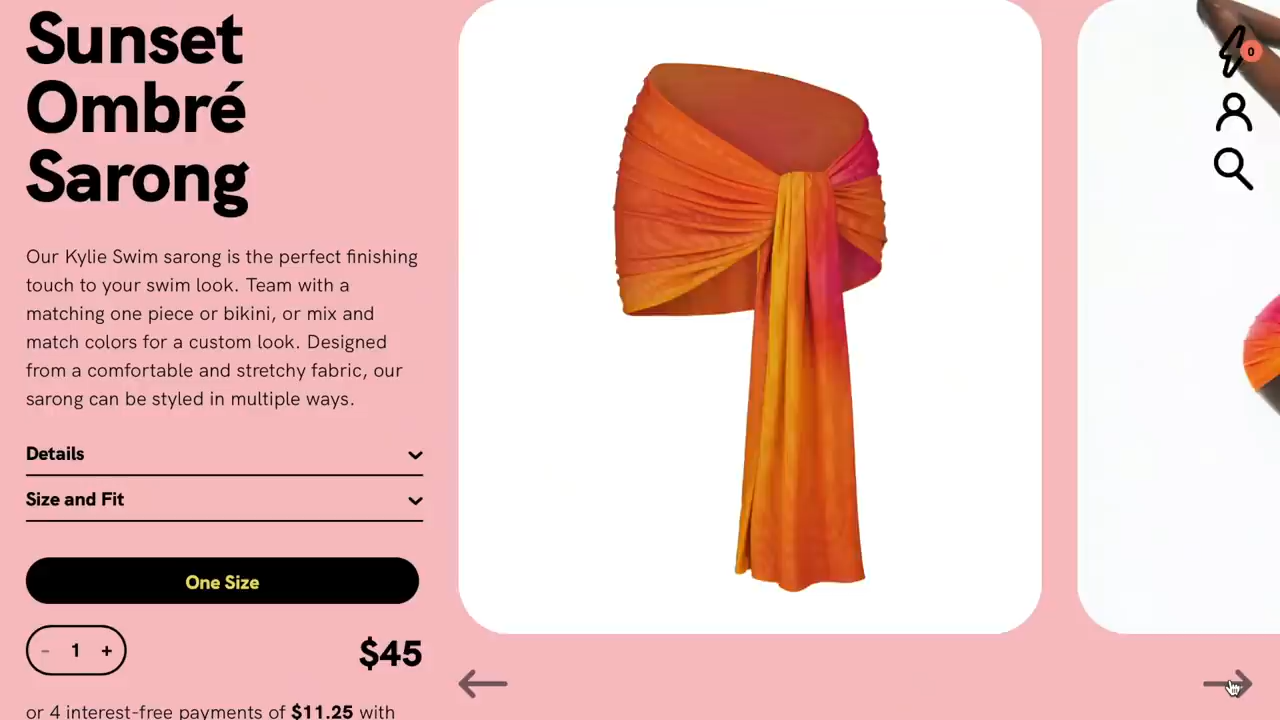 Sunset
Ombré
Sarong
Our Kylie Swim sarong is the perfect finishing
touch to your swim look. Team with a
matching one piece or bikini, or mix and
match colors for a custom look. Designed
from a comfortable and stretchy fabric, our
sarong can be styled in multiple ways.
Details
Size and Fit
One Size
- 1 +
$45
or 4 interest-free payments of $11.25 with
0